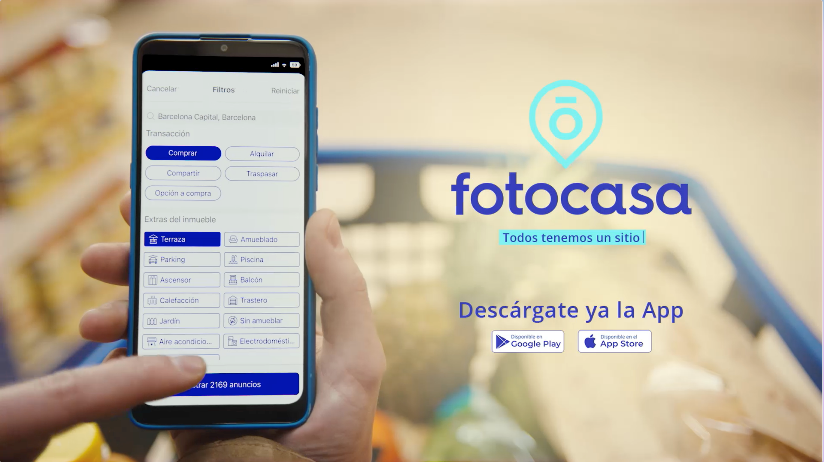 Cancelar Filtros Reiniciar
Barcelona Capital, Barcelona
Transacción
Comprar Alquilar
Compartir Traspasar
Opción a compra
Extras del inmueble
Terraza Amueblado
Parking Piscina
Ascensor Balcón
Calefacción Trastero
Jardín Sin amueblar
Aire acondicio... Electrodomésti...
2169 anuncios
fotocasa
Todos tenemos un sitio
Descárgate ya la App
Disponible en Google Play
Disponible en el App Store